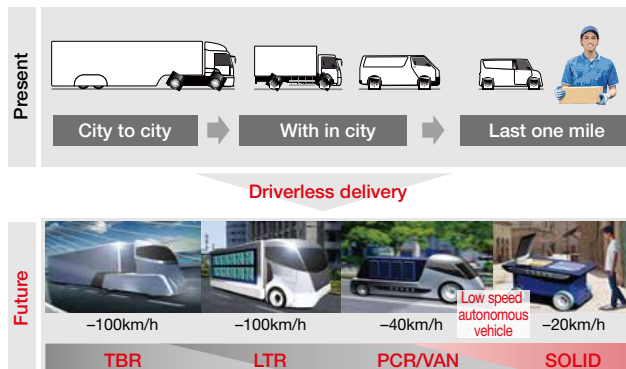 Present
City to city
With in city
Last one mile
Driverless delivery
Future
–100km/h
–100km/h
–40km/h
Low speed
autonomous
vehicle
–20km/h
TBR
LTR
PCR/VAN
SOLID